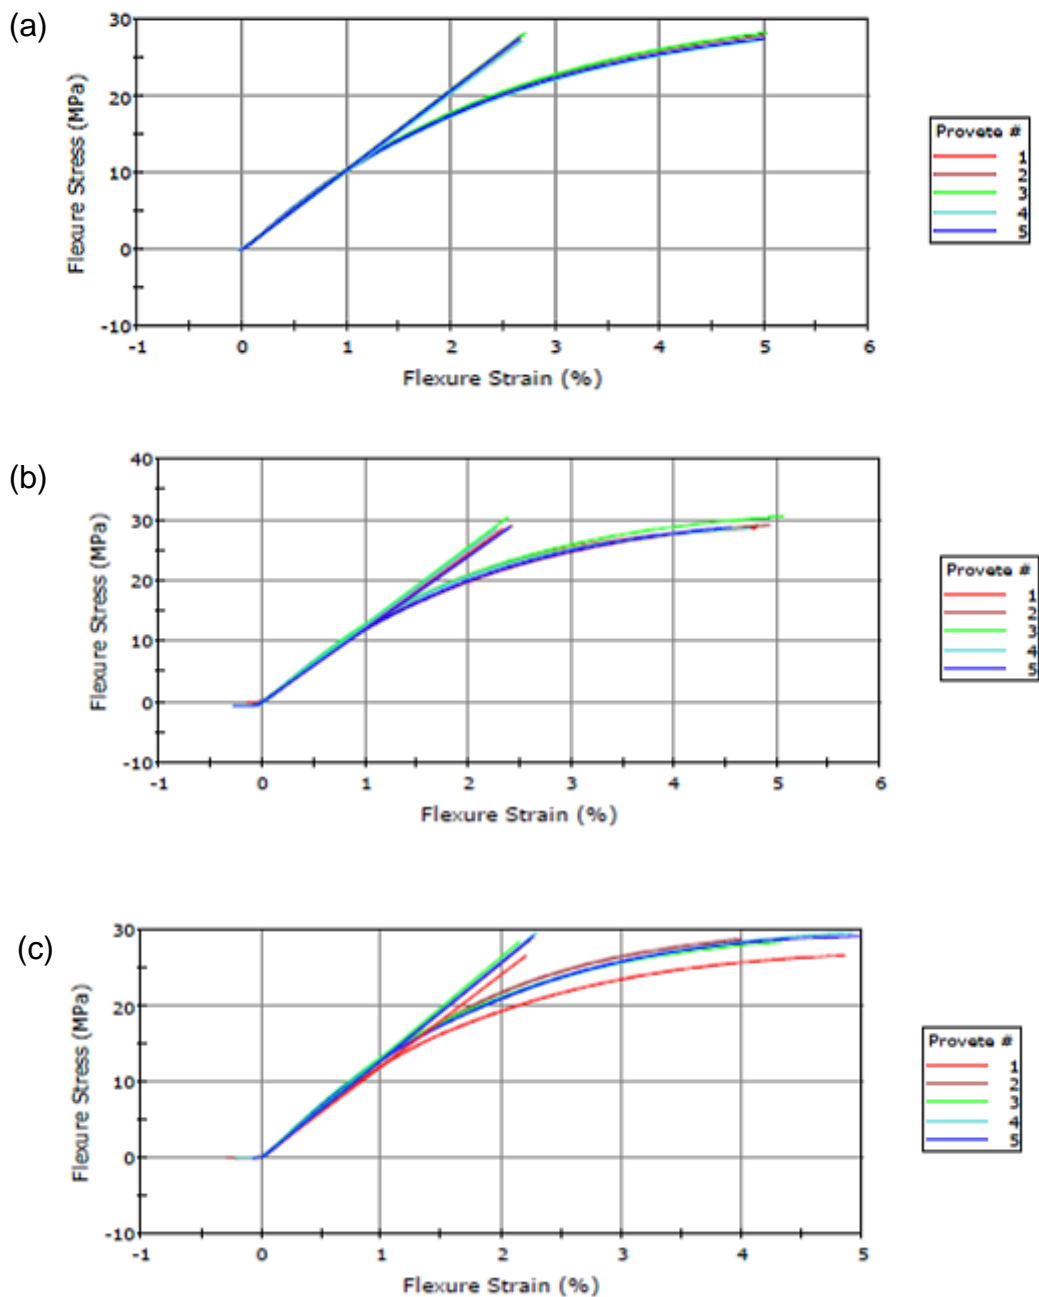 (a)
30
20
10
0
-10
Flexure Stress (MPa)
-1 0 1 2 3 4 5 6
Flexure Strain (%)
Provete #
1
2
3
4
5
(b)
40
30
20
10
0
-10
Flexure Stress (MPa)
-1 0 1 2 3 4 5 6
Flexure Strain (%)
Provete #
1
2
3
4
5
(c)
30
20
10
0
-10
Flexure Stress (MPa)
-1 0 1 2 3 4 5
Flexure Strain (%)
Provete #
1
2
3
4
5